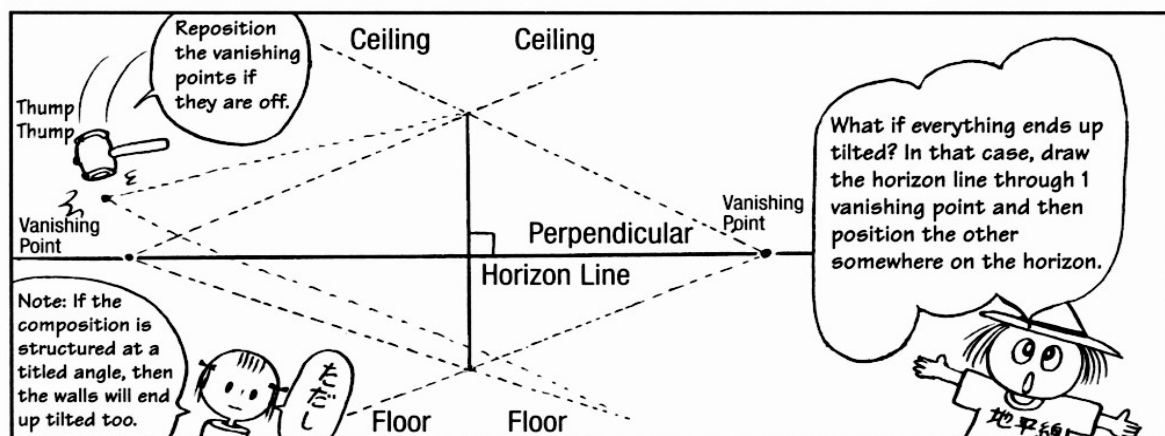 Reposition
the vanishing
points if
they are off.
Ceiling
Ceiling
Thump
Thump
What if everything ends up
tilted? In that case, draw
the horizon line through 1
vanishing point and then
position the other
somewhere on the horizon.
Vanishing
Point
Vanishing
Point
Perpendicular
Horizon Line
Note: If the
composition is
structured at a
titled angle, then
the walls will end
up tilted too.
ただし
Floor
Floor
地平線